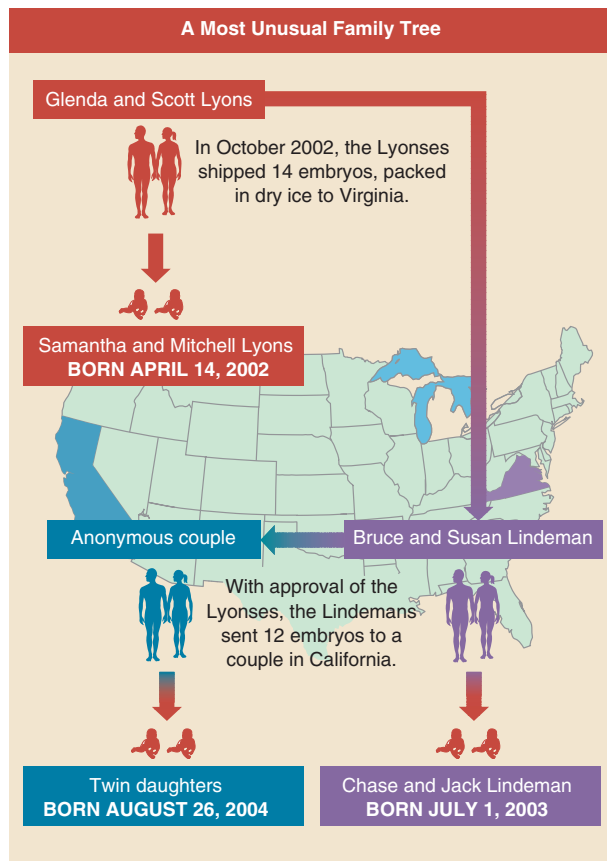 A Most Unusual Family Tree
Glenda and Scott Lyons
In October 2002, the Lyonses
shipped 14 embryos, packed
in dry ice to Virginia.
Samantha and Mitchell Lyons
BORN APRIL 14, 2002
Anonymous couple
Bruce and Susan Lindeman
With approval of the
Lyonses, the Lindemans
sent 12 embryos to a
couple in California.
Twin daughters
BORN AUGUST 26, 2004
Chase and Jack Lindeman
BORN JULY 1, 2003